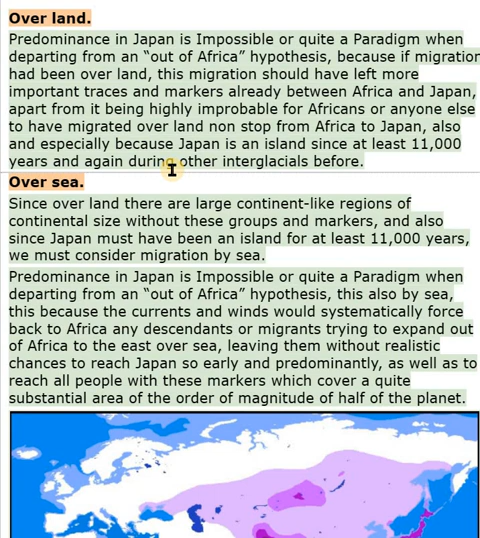 Over land.
Predominance in Japan is Impossible or quite a Paradigm when
departing from an “out of Africa” hypothesis, because if migration
had been over land, this migration should have left more
important traces and markers already between Africa and Japan,
apart from it being highly improbable for Africans or anyone else
to have migrated over land non stop from Africa to Japan, also
and especially because Japan is an island since at least 11,000
years and again during other interglacials before.
Over sea.
Since over land there are large continent-like regions of
continental size without these groups and markers, and also
since Japan must have been an island for at least 11,000 years,
we must consider migration by sea.
Predominance in Japan is Impossible or quite a Paradigm when
departing from an “out of Africa” hypothesis, this also by sea,
this because the currents and winds would systematically force
back to Africa any descendants or migrants trying to expand out
of Africa to the east over sea, leaving them without realistic
chances to reach Japan so early and predominantly, as well as to
reach all people with these markers which cover a quite
substantial area of the order of magnitude of half of the planet.